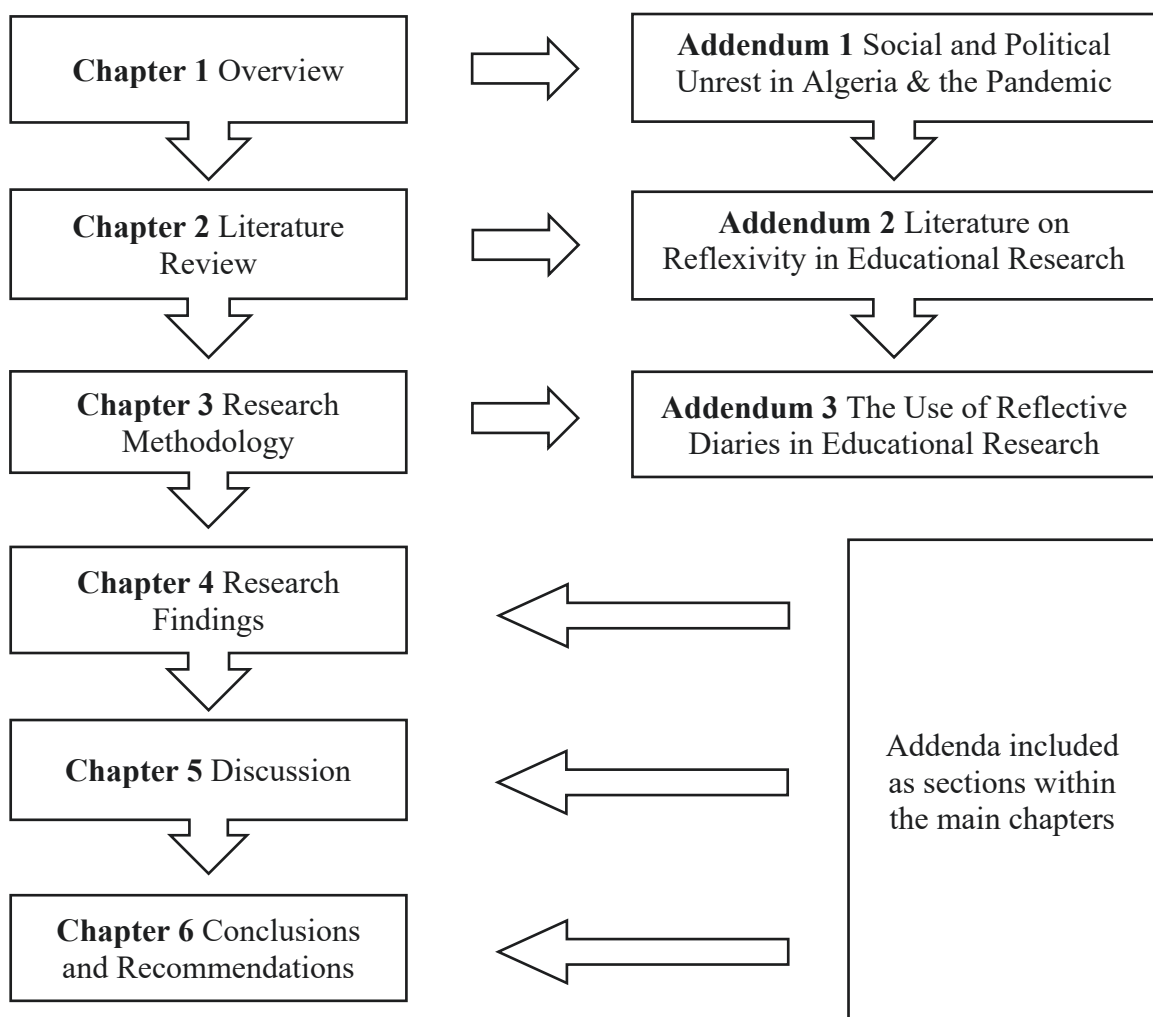 Chapter 1 Overview
Addendum 1 Social and Political
Unrest in Algeria & the Pandemic
Chapter 2 Literature
Review
Addendum 2 Literature on
Reflexivity in Educational Research
Chapter 3 Research
Methodology
Addendum 3 The Use of Reflective
Diaries in Educational Research
Chapter 4 Research
Findings
Chapter 5 Discussion
Chapter 6 Conclusions
and Recommendations
Addenda included
as sections within
the main chapters